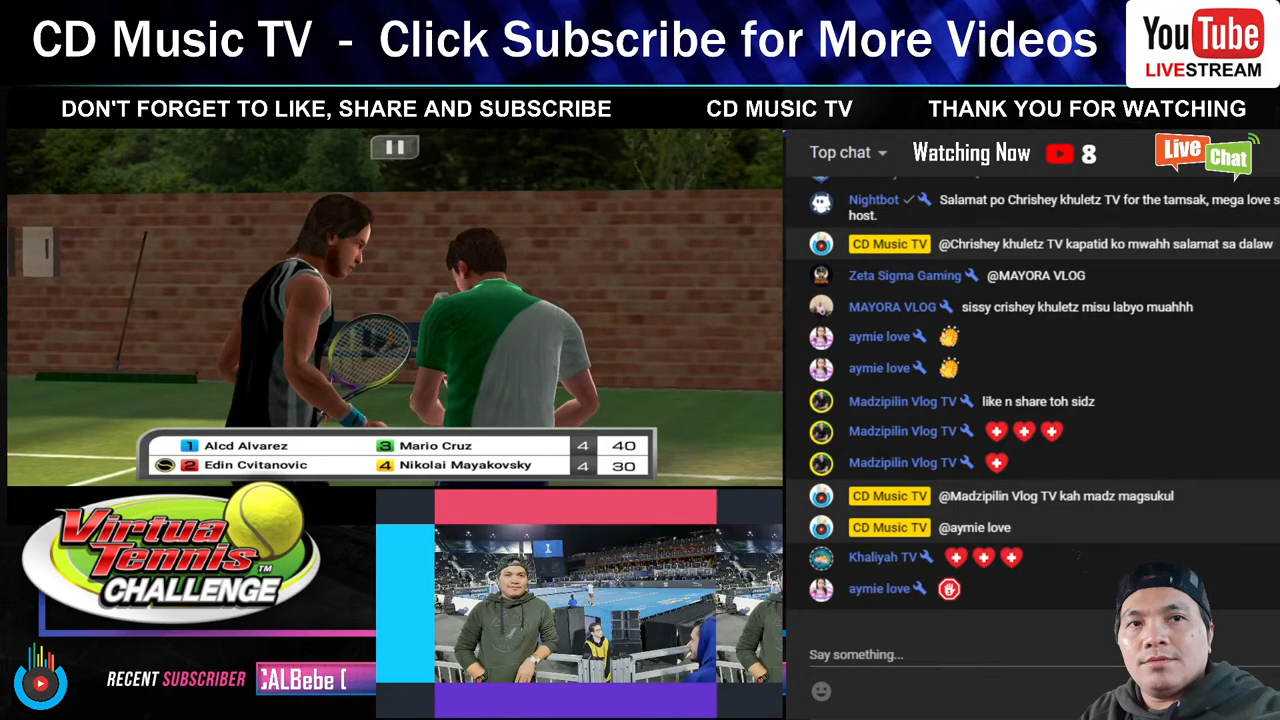 CD Music TV - Click Subscribe for More Videos
YouTube
LIVESTREAM
DON'T FORGET TO LIKE, SHARE AND SUBSCRIBE CD MUSIC TV THANK YOU FOR WATCHING
Top chat Watching Now 8 Live Chat
Nightbot Salamat po Chrishey khuletz TV for the tamsak, mega love s
host.
CD Music TV @Chrishey khuletz TV kapatid ko mwahh salamat sa dalaw
Zeta Sigma Gaming @MAYORA VLOG
MAYORA VLOG sissy crishey khuletz misu labyo muahhh
aymie love
aymie love
Madzipilin Vlog TV like n share toh sidz
Madzipilin Vlog TV
Madzipilin Vlog TV
CD Music TV @Madzipilin Vlog TV kah madz magsukul
CD Music TV @aymie love
Khaliyah TV
aymie love
Say something...
1 Alcd Alvarez 3 Mario Cruz 4 40
2 Edin Cvitanovic 4 Nikolai Mayakovsky 4 30
Virtua
Tennis™
CHALLENGE
RECENT SUBSCRIBER CALBebe (